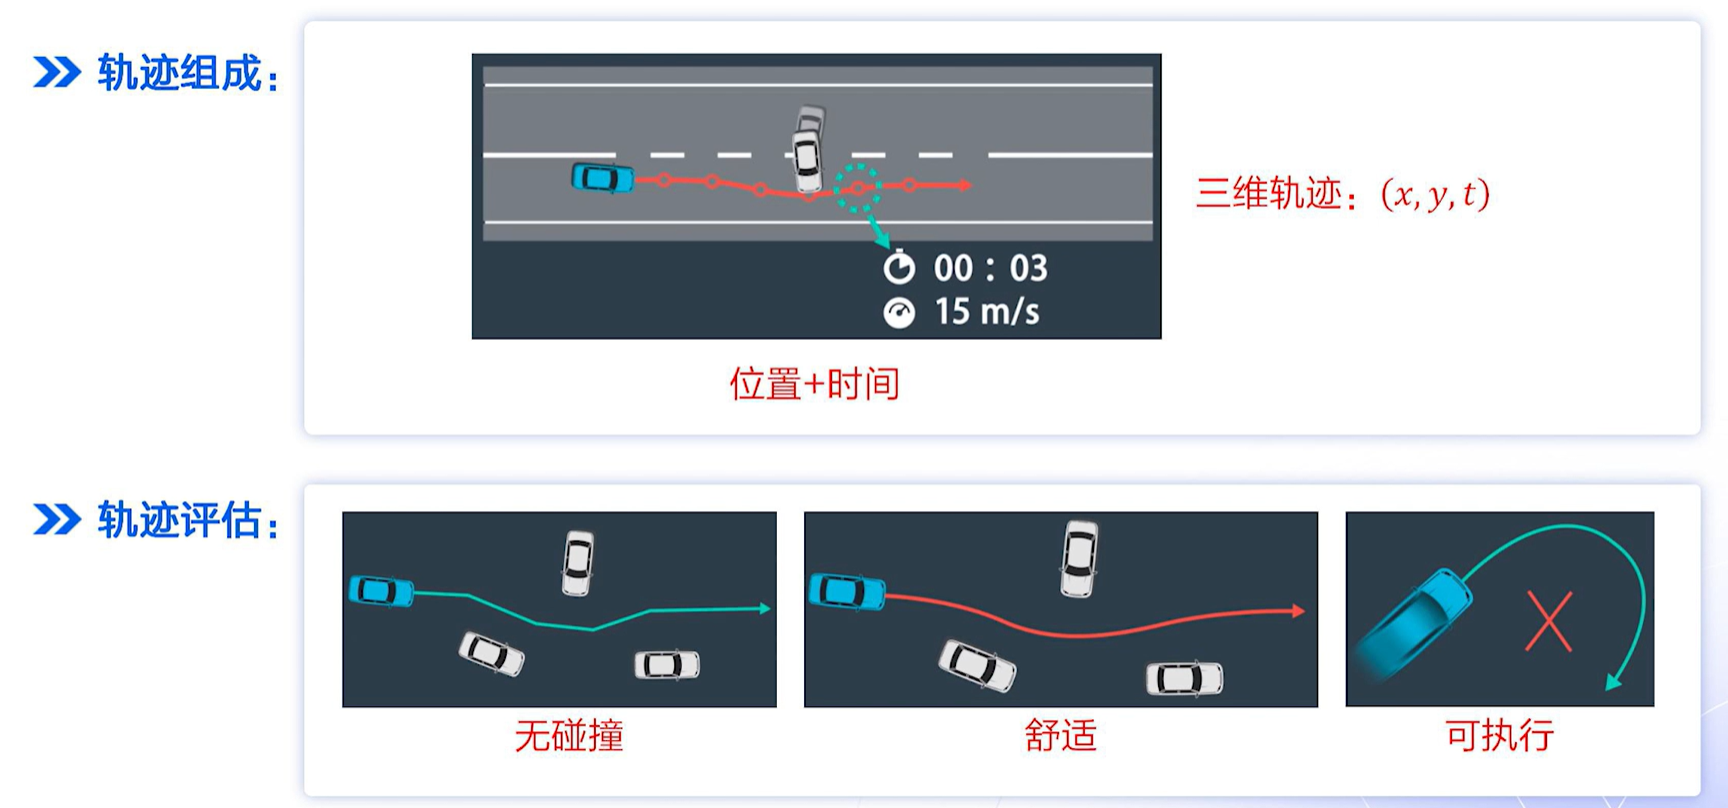 轨迹组成：
00：03
15 m/s
三维轨迹：(x, y, t)
位置+时间
轨迹评估：
无碰撞
舒适
可执行